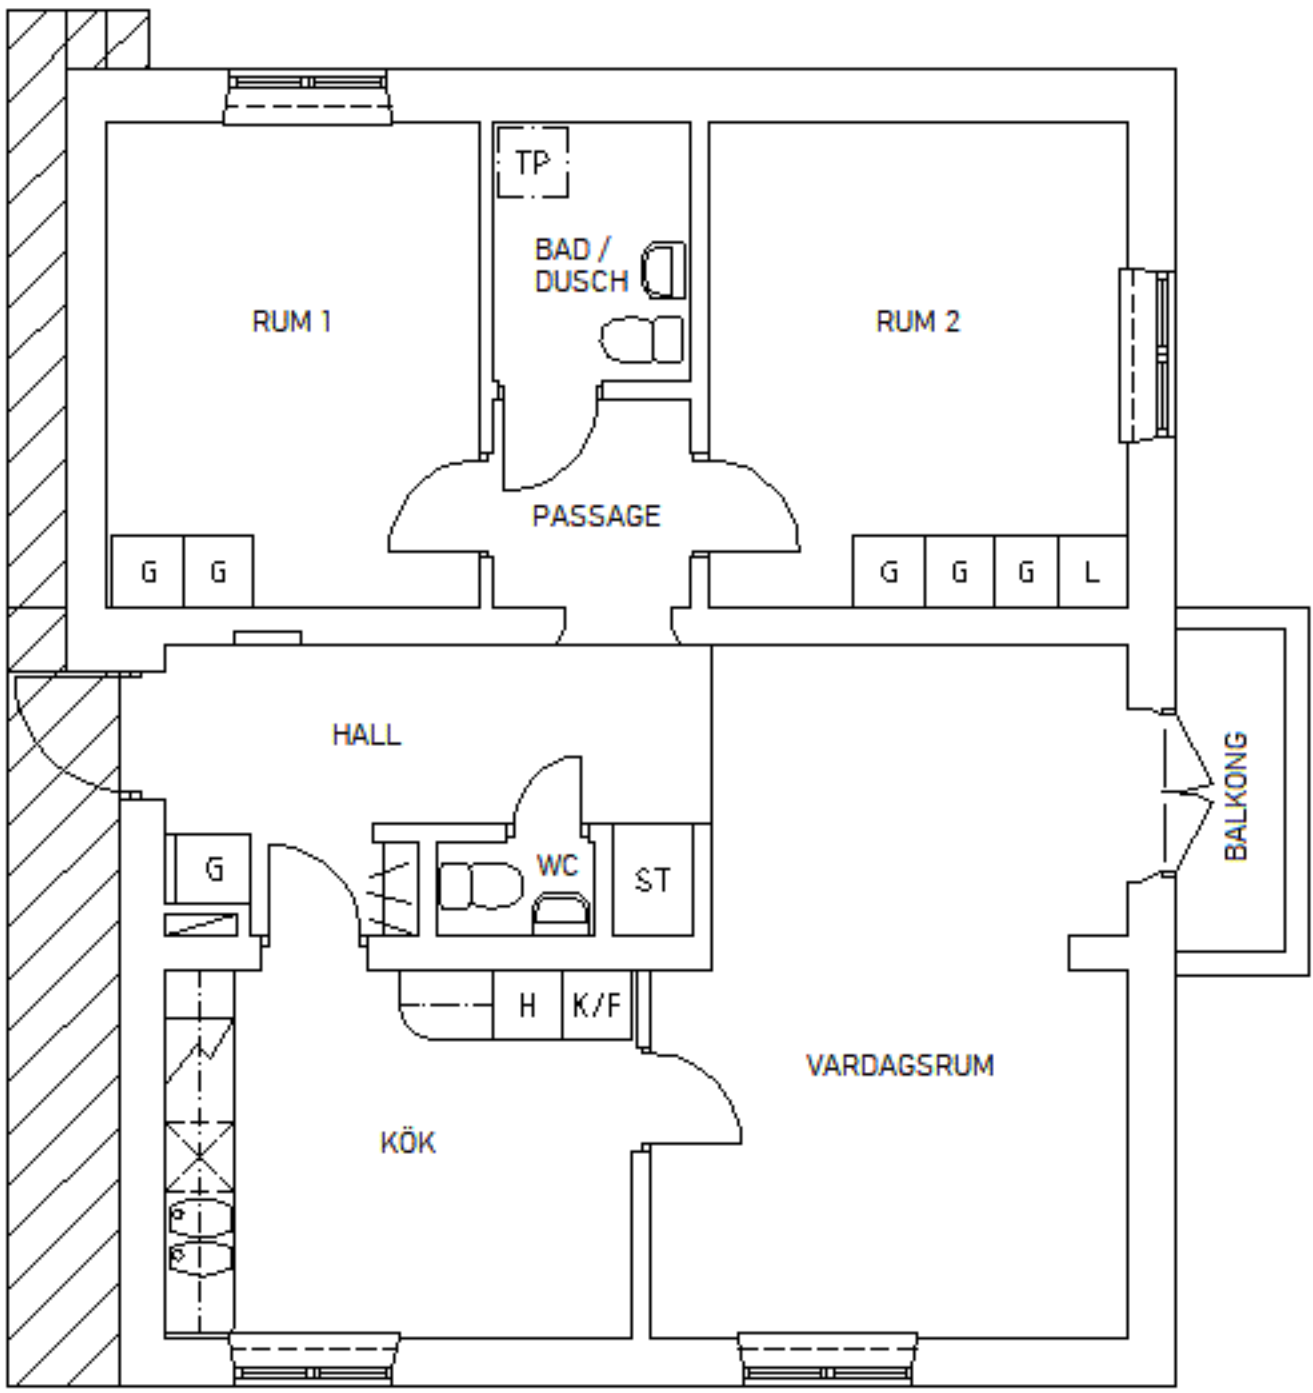 TP
BAD /
DUSCH
RUM 1
RUM 2
PASSAGE
G G
G G G L
HALL
BALKONG
G
WC
ST
H K/F
VARDAGSRUM
KÖK